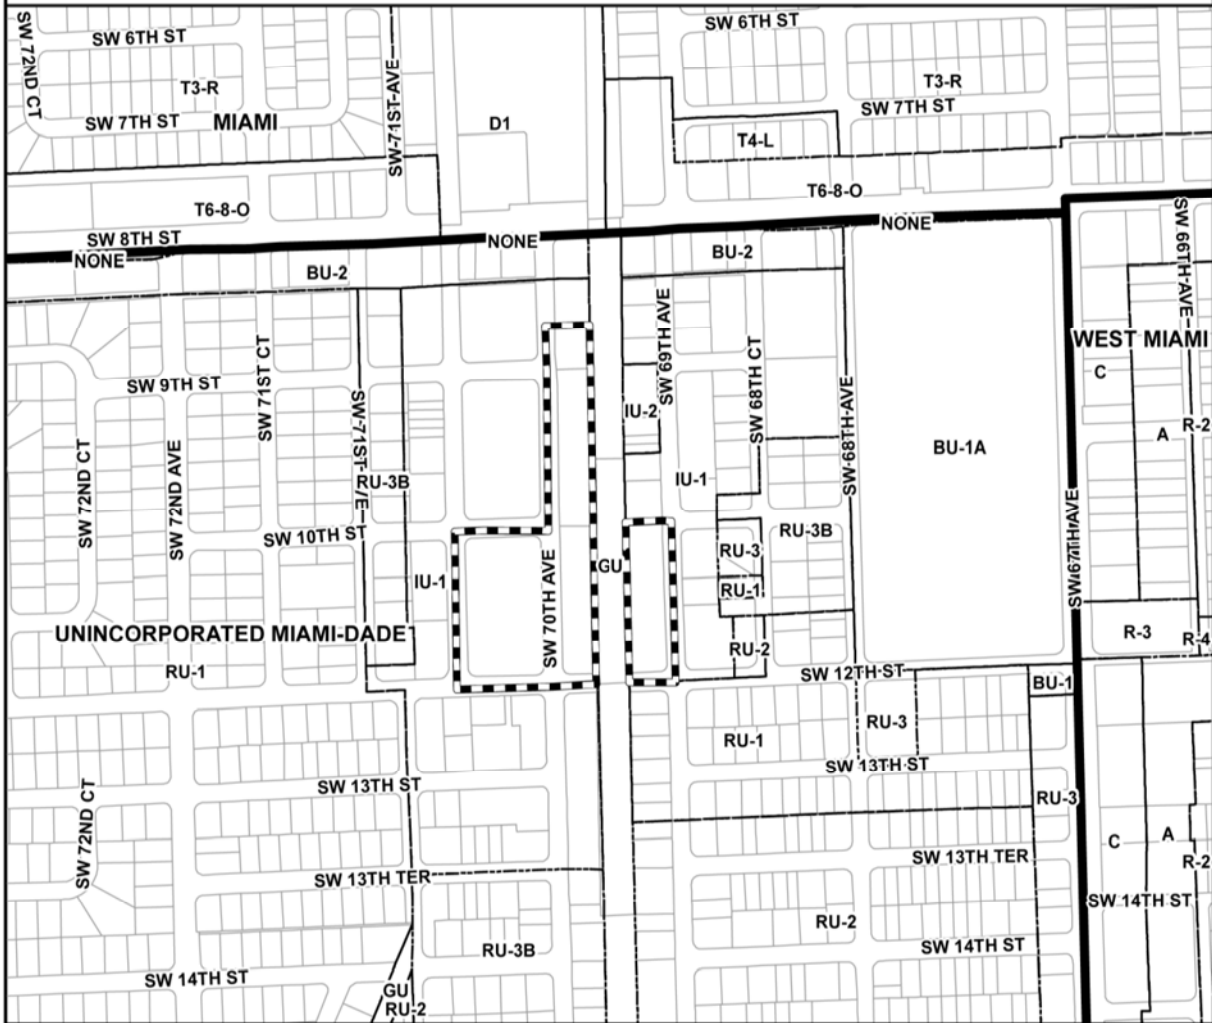 SW 72ND CT
SW 6TH ST
SW-71ST-AVE
SW 6TH ST
T3-R
T3-R
SW 7TH ST
MIAMI
D1
SW 7TH ST
T4-L
T6-8-O
T6-8-O
SW 66TH-AVE
SW 8TH ST
NONE
NONE
NONE
BU-2
BU-2
SW 69TH AVE
WEST MIAMI
SW 71ST CT
SW 68TH CT
C
SW 9TH ST
SW-71ST-AVE
IU-2
SW-68TH-AVE
A
R-2
SW 72ND CT
SW 72ND AVE
BU-1A
RU-3B
IU-1
SW 10TH ST
RU-3B
SW-67TH-AVE
RU-3
GU
IU-1
SW 70TH AVE
RU-1
UNINCORPORATED MIAMI-DADE
R-3
R-4
RU-2
RU-1
SW 12TH ST
BU-1
RU-3
RU-1
SW 13TH ST
SW 13TH ST
SW 72ND CT
RU-3
C
A
SW 13TH TER
R-2
SW 13TH TER
SW 14TH ST
RU-2
RU-3B
SW 14TH ST
SW 14TH ST
GU
RU-2